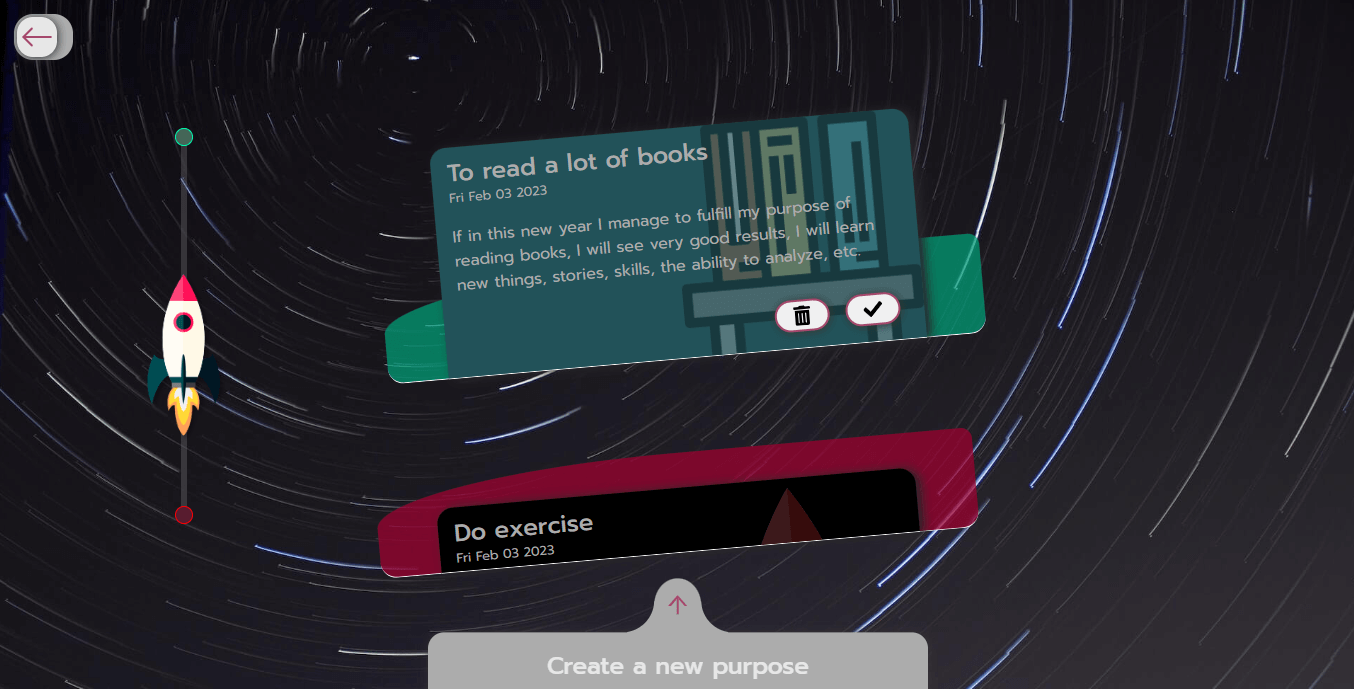 To read a lot of books
Fri Feb 03 2023
If in this new year I manage to fulfill my purpose of
reading books, I will see very good results, I will learn
new things, stories, skills, the ability to analyze, etc.
Do exercise
Fri Feb 03 2023
Create a new purpose